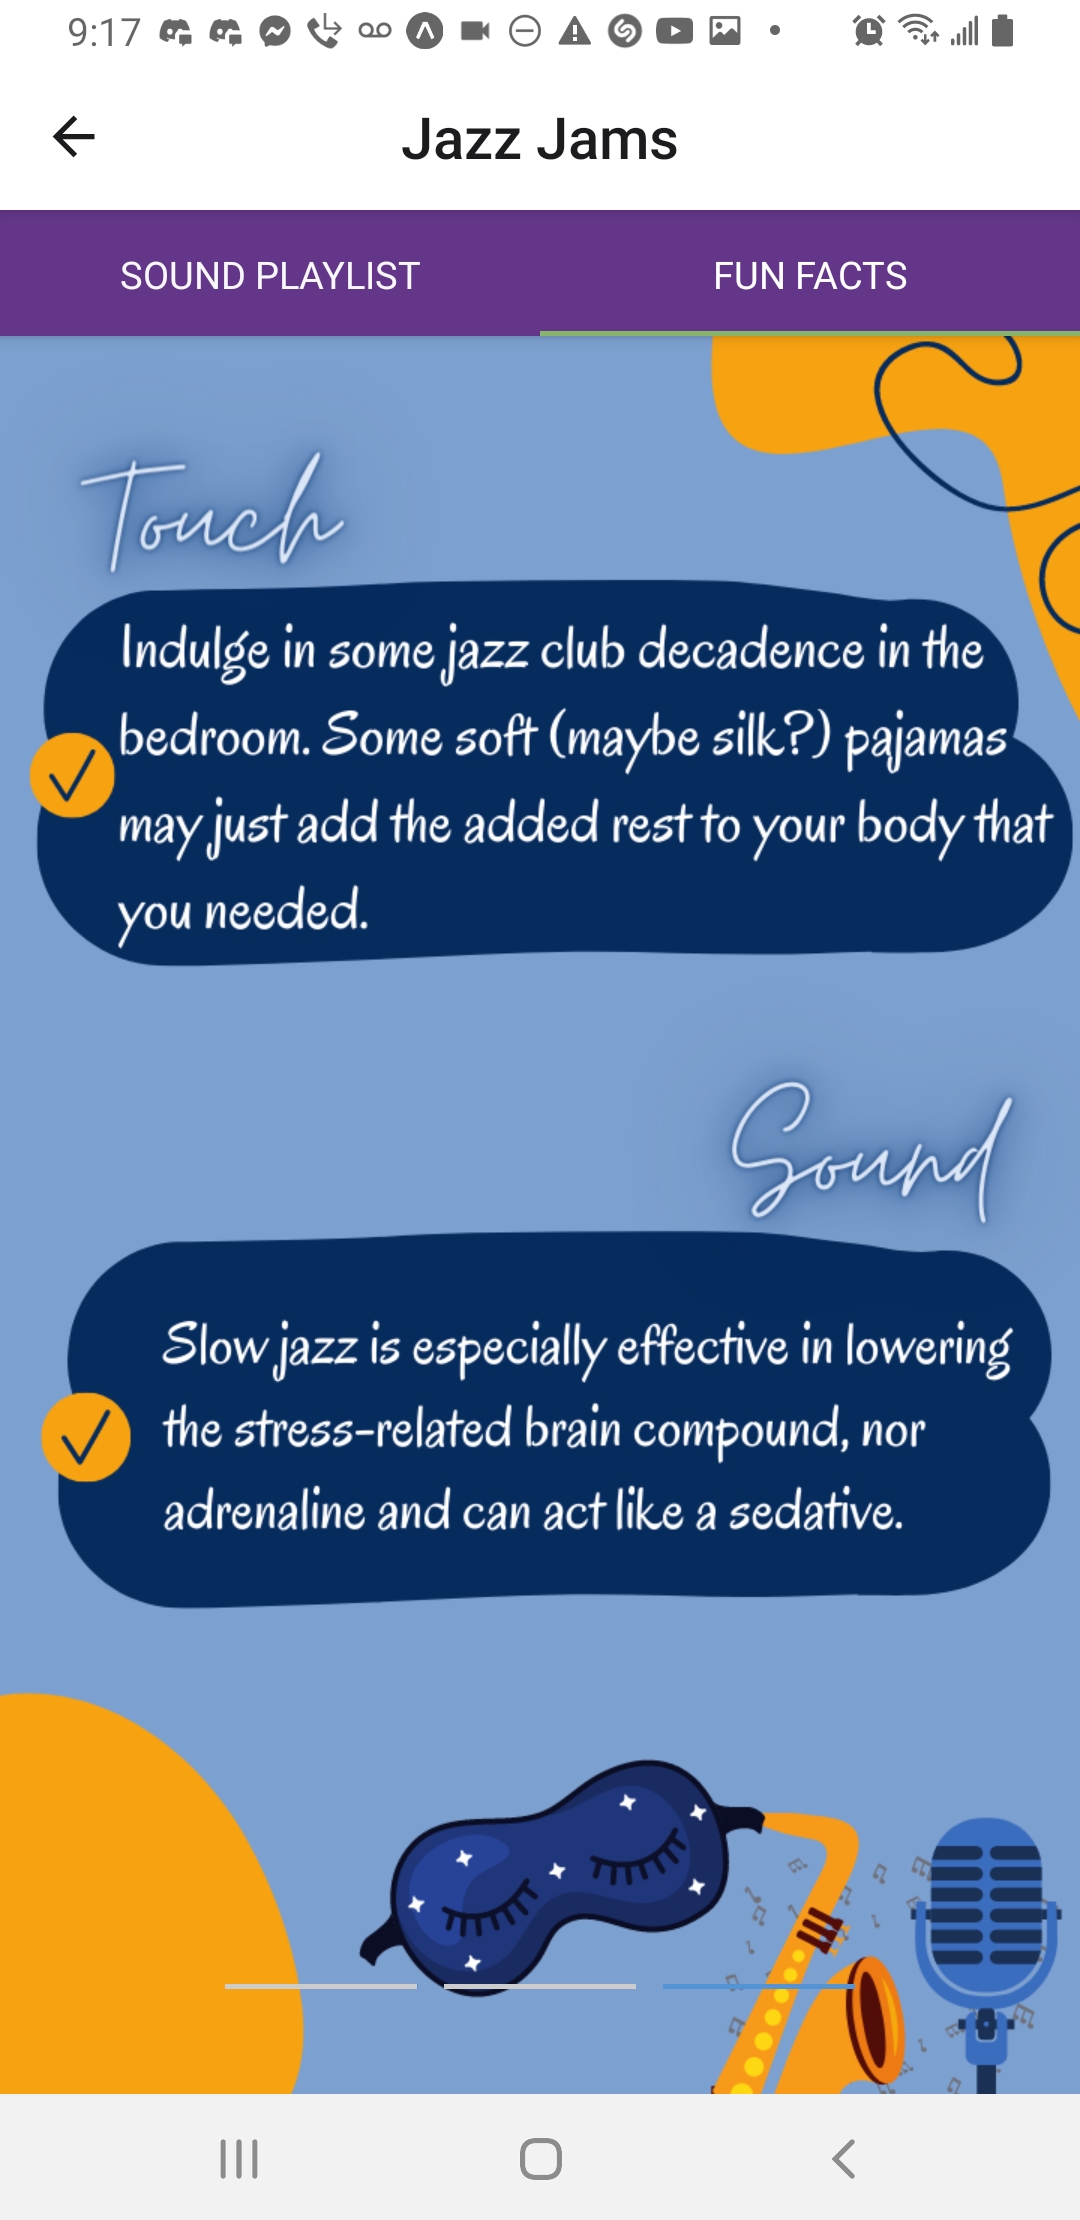 9:17
Jazz Jams
SOUND PLAYLIST
FUN FACTS
Touch
Indulge in some jazz club decadence in the
bedroom. Some soft (maybe silk?) pajamas
may just add the added rest to your body that
you needed.
Sound
Slow jazz is especially effective in lowering
the stress-related brain compound, nor
adrenaline and can act like a sedative.